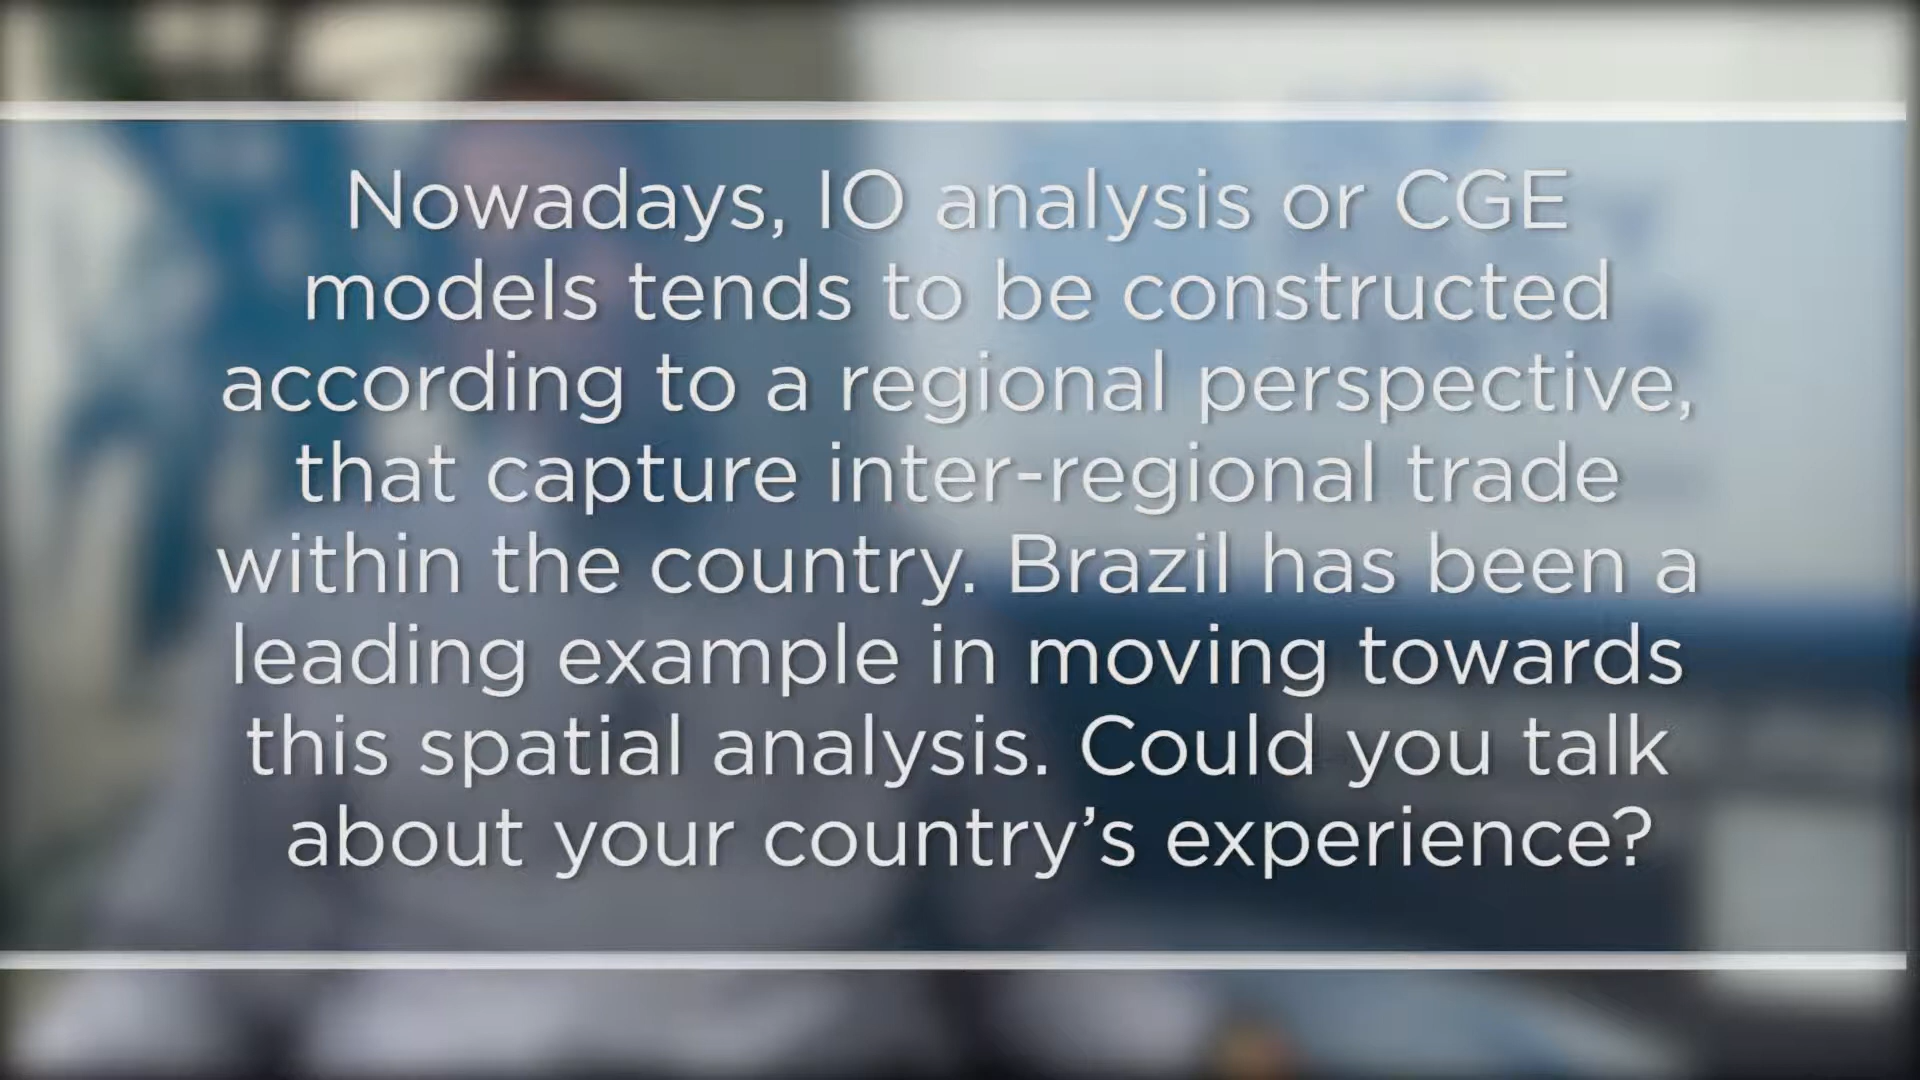 Nowadays, IO analysis or CGE
models tends to be constructed
according to a regional perspective,
that capture inter-regional trade
within the country. Brazil has been a
leading example in moving towards
this spatial analysis. Could you talk
about your country’s experience?